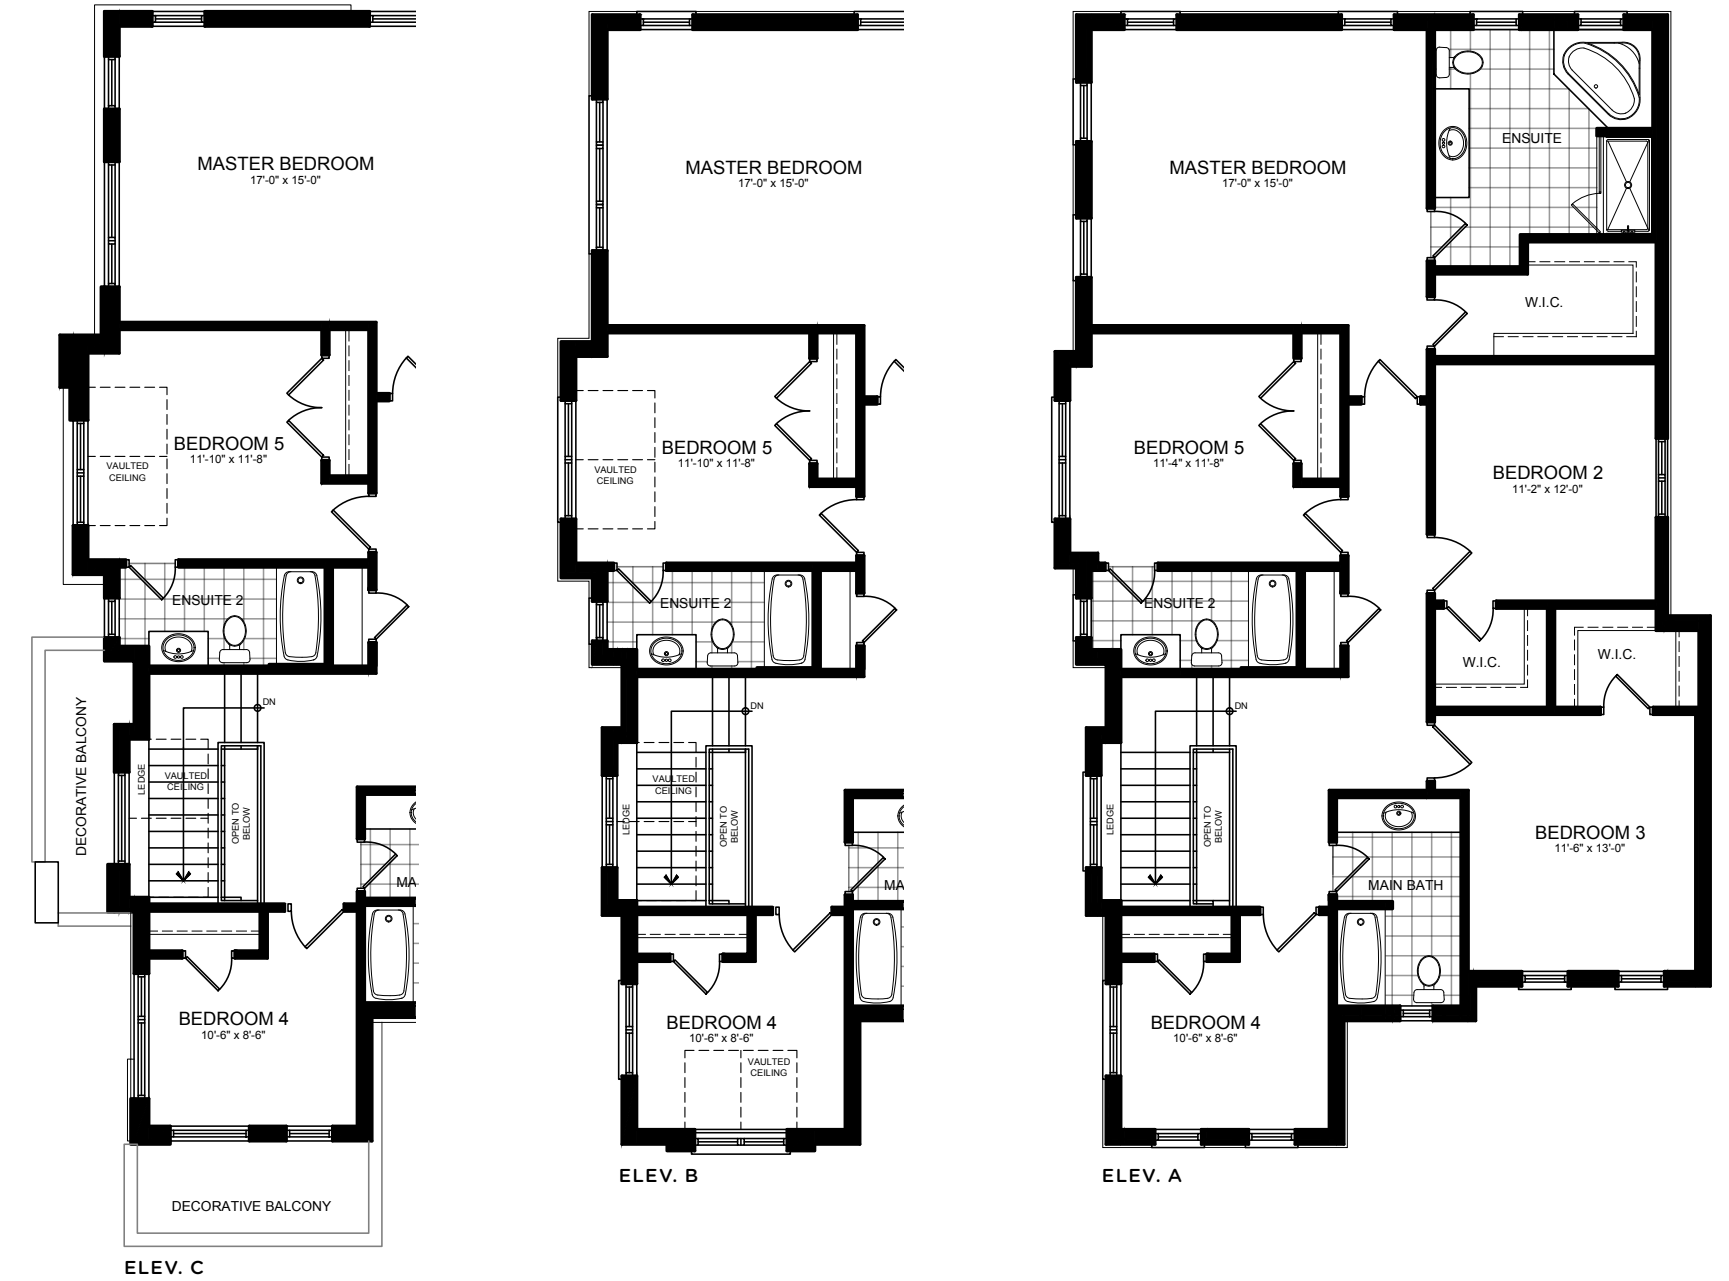 MASTER BEDROOM
17'-0" x 15'-0"
BEDROOM 5
11'-10" x 11'-8"
VAULTED
CEILING
ENSUITE 2
DN
DECORATIVE BALCONY
LEDGE
VAULTED
CEILING
OPEN TO
BELOW
MA
BEDROOM 4
10'-6" x 8'-6"
DECORATIVE BALCONY
ELEV. C
MASTER BEDROOM
17'-0" x 15'-0"
BEDROOM 5
11'-10" x 11'-8"
VAULTED
CEILING
ENSUITE 2
DN
LEDGE
VAULTED
CEILING
OPEN TO
BELOW
MA
BEDROOM 4
10'-6" x 8'-6"
VAULTED
CEILING
ELEV. B
MASTER BEDROOM
17'-0" x 15'-0"
ENSUITE
W.I.C.
BEDROOM 5
11'-4" x 11'-8"
BEDROOM 2
11'-2" x 12'-0"
ENSUITE 2
W.I.C.
W.I.C.
DN
LEDGE
OPEN TO
BELOW
BEDROOM 3
11'-6" x 13'-0"
MAIN BATH
BEDROOM 4
10'-6" x 8'-6"
ELEV. A